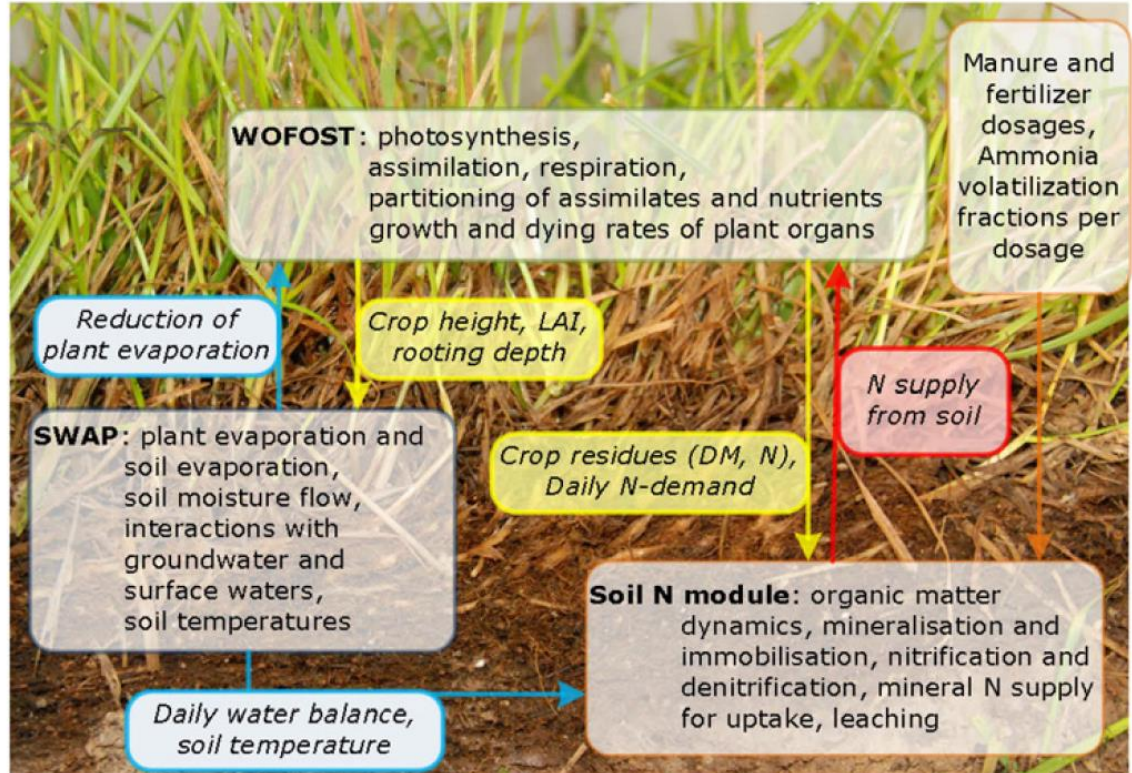 WOFOST: photosynthesis,
assimilation, respiration,
partitioning of assimilates and nutrients
growth and dying rates of plant organs
Manure and
fertilizer
dosages,
Ammonia
volatilization
fractions per
dosage
Reduction of
plant evaporation
Crop height, LAI,
rooting depth
N supply
from soil
Crop residues (DM, N),
Daily N-demand
SWAP: plant evaporation and
soil evaporation,
soil moisture flow,
interactions with
groundwater and
surface waters,
soil temperatures
Soil N module: organic matter
dynamics, mineralisation and
immobilisation, nitrification and
denitrification, mineral N supply
for uptake, leaching
Daily water balance,
soil temperature